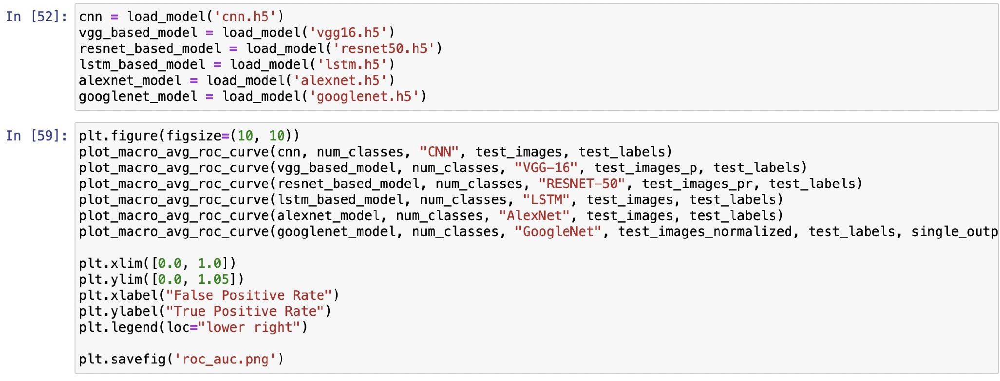 In [52]: cnn = load_model('cnn.h5')
vgg_based_model = load_model('vgg16.h5')
resnet_based_model = load_model('resnet50.h5')
lstm_based_model = load_model('lstm.h5')
alexnet_model = load_model('alexnet.h5')
googlenet_model = load_model('googlenet.h5')
In [59]: plt.figure(figsize=(10, 10))
plot_macro_avg_roc_curve(cnn, num_classes, "CNN", test_images, test_labels)
plot_macro_avg_roc_curve(vgg_based_model, num_classes, "VGG-16", test_images_p, test_labels)
plot_macro_avg_roc_curve(resnet_based_model, num_classes, "RESNET-50", test_images_pr, test_labels)
plot_macro_avg_roc_curve(lstm_based_model, num_classes, "LSTM", test_images, test_labels)
plot_macro_avg_roc_curve(alexnet_model, num_classes, "AlexNet", test_images, test_labels)
plot_macro_avg_roc_curve(googlenet_model, num_classes, "GoogleNet", test_images_normalized, test_labels, single_outp
plt.xlim([0.0, 1.0])
plt.ylim([0.0, 1.05])
plt.xlabel("False Positive Rate")
plt.ylabel("True Positive Rate")
plt.legend(loc="lower right")
plt.savefig('roc_auc.png')